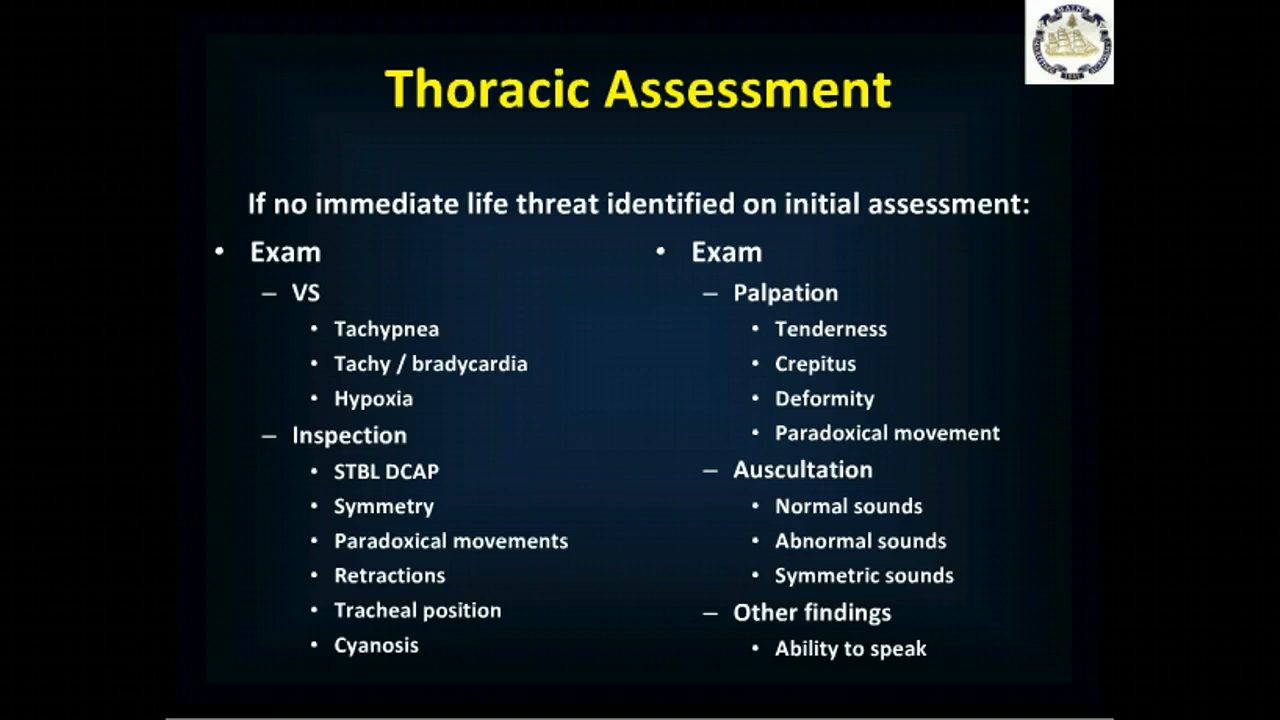 Thoracic Assessment
If no immediate life threat identified on initial assessment:
• Exam
– VS
• Tachypnea
• Tachy / bradycardia
• Hypoxia
– Inspection
• STBL DCAP
• Symmetry
• Paradoxical movements
• Retractions
• Tracheal position
• Cyanosis
• Exam
– Palpation
• Tenderness
• Crepitus
• Deformity
• Paradoxical movement
– Auscultation
• Normal sounds
• Abnormal sounds
• Symmetric sounds
– Other findings
• Ability to speak
MAINE